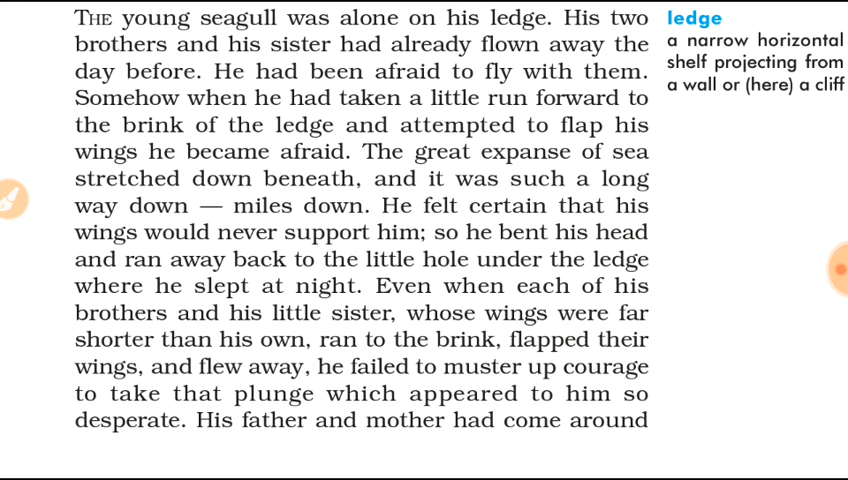 THE young seagull was alone on his ledge. His two
brothers and his sister had already flown away the
day before. He had been afraid to fly with them.
Somehow when he had taken a little run forward to
the brink of the ledge and attempted to flap his
wings he became afraid. The great expanse of sea
stretched down beneath, and it was such a long
way down — miles down. He felt certain that his
wings would never support him; so he bent his head
and ran away back to the little hole under the ledge
where he slept at night. Even when each of his
brothers and his little sister, whose wings were far
shorter than his own, ran to the brink, flapped their
wings, and flew away, he failed to muster up courage
to take that plunge which appeared to him so
desperate. His father and mother had come around
ledge
a narrow horizontal
shelf projecting from
a wall or (here) a cliff